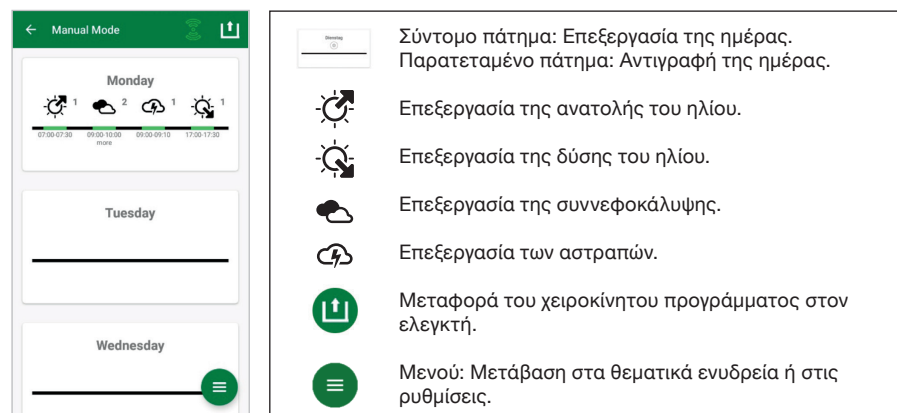 Manual Mode
Monday
1 2 1 1
07:00-07:30 09:00-10:00 09:00-09:10 17:00-17:30
more
Tuesday
Wednesday
Dienstag
Σύντομο πάτημα: Επεξεργασία της ημέρας.
Παρατεταμένο πάτημα: Αντιγραφή της ημέρας.
Επεξεργασία της ανατολής του ηλίου.
Επεξεργασία της δύσης του ηλίου.
Επεξεργασία της συννεφοκάλυψης.
Επεξεργασία των αστραπών.
Μεταφορά του χειροκίνητου προγράμματος στον
ελεγκτή.
Μενού: Μετάβαση στα θεματικά ενυδρεία ή στις
ρυθμίσεις.